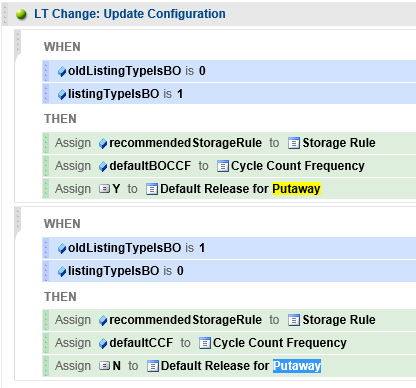 LT Change: Update Configuration
WHEN
oldListingTypeIsBO is 0
listingTypeIsBO is 1
THEN
Assign recommendedStorageRule to Storage Rule
Assign defaultBOCCF to Cycle Count Frequency
Assign Y to Default Release for Putaway
WHEN
oldListingTypeIsBO is 1
listingTypeIsBO is 0
THEN
Assign recommendedStorageRule to Storage Rule
Assign defaultCCF to Cycle Count Frequency
Assign N to Default Release for Putaway